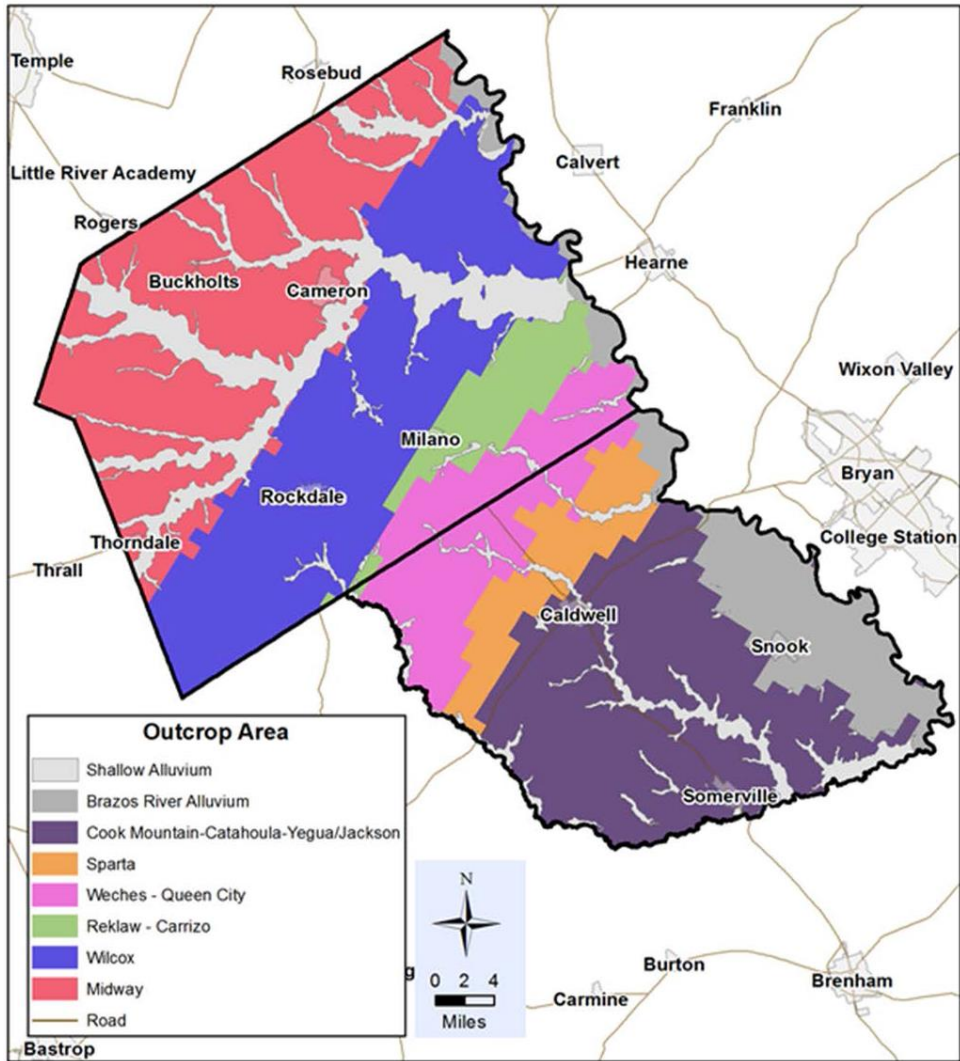 Temple
Rosebud
Franklin
Calvert
Little River Academy
Rogers
Hearne
Buckholts
Cameron
Wixon Valley
Milano
Bryan
Rockdale
College Station
Thorndale
Thrall
Caldwell
Snook
Somerville
Outcrop Area
Shallow Alluvium
Brazos River Alluvium
Cook Mountain-Catahoula-Yegua/Jackson
Sparta
Weches - Queen City
Reklaw - Carrizo
Wilcox
Midway
Road
N
0 2 4
Miles
g
Burton
Brenham
Carmine
Bastrop